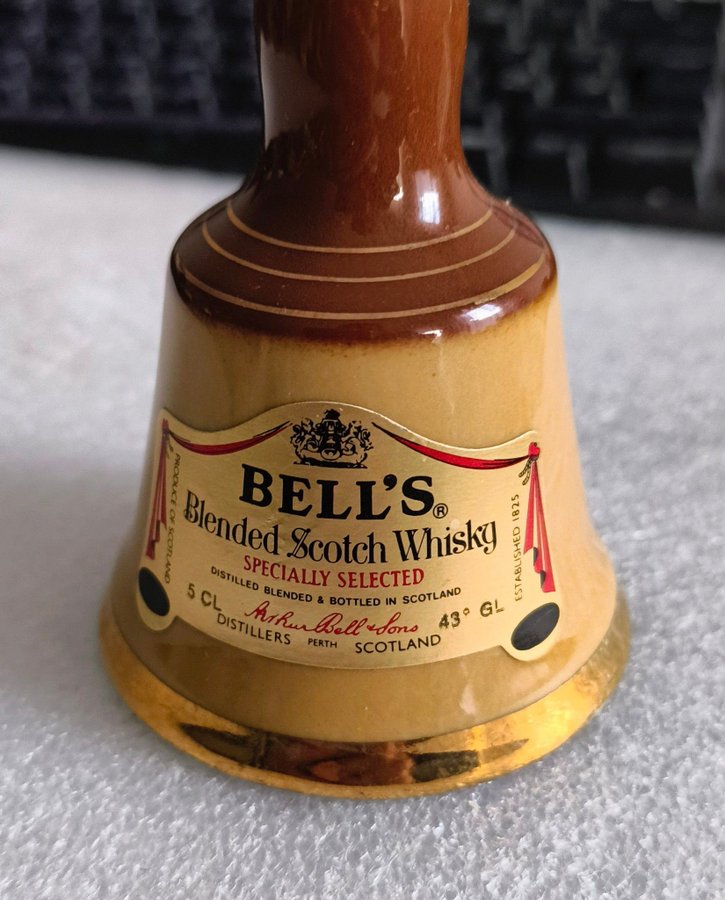 BELL'S®
Blended Scotch Whisky
SPECIALLY SELECTED
DISTILLED BLENDED & BOTTLED IN SCOTLAND
5 CL Arthur Bell & Sons 43° GL
DISTILLERS PERTH SCOTLAND
PRODUCE OF SCOTLAND
ESTABLISHED 1825